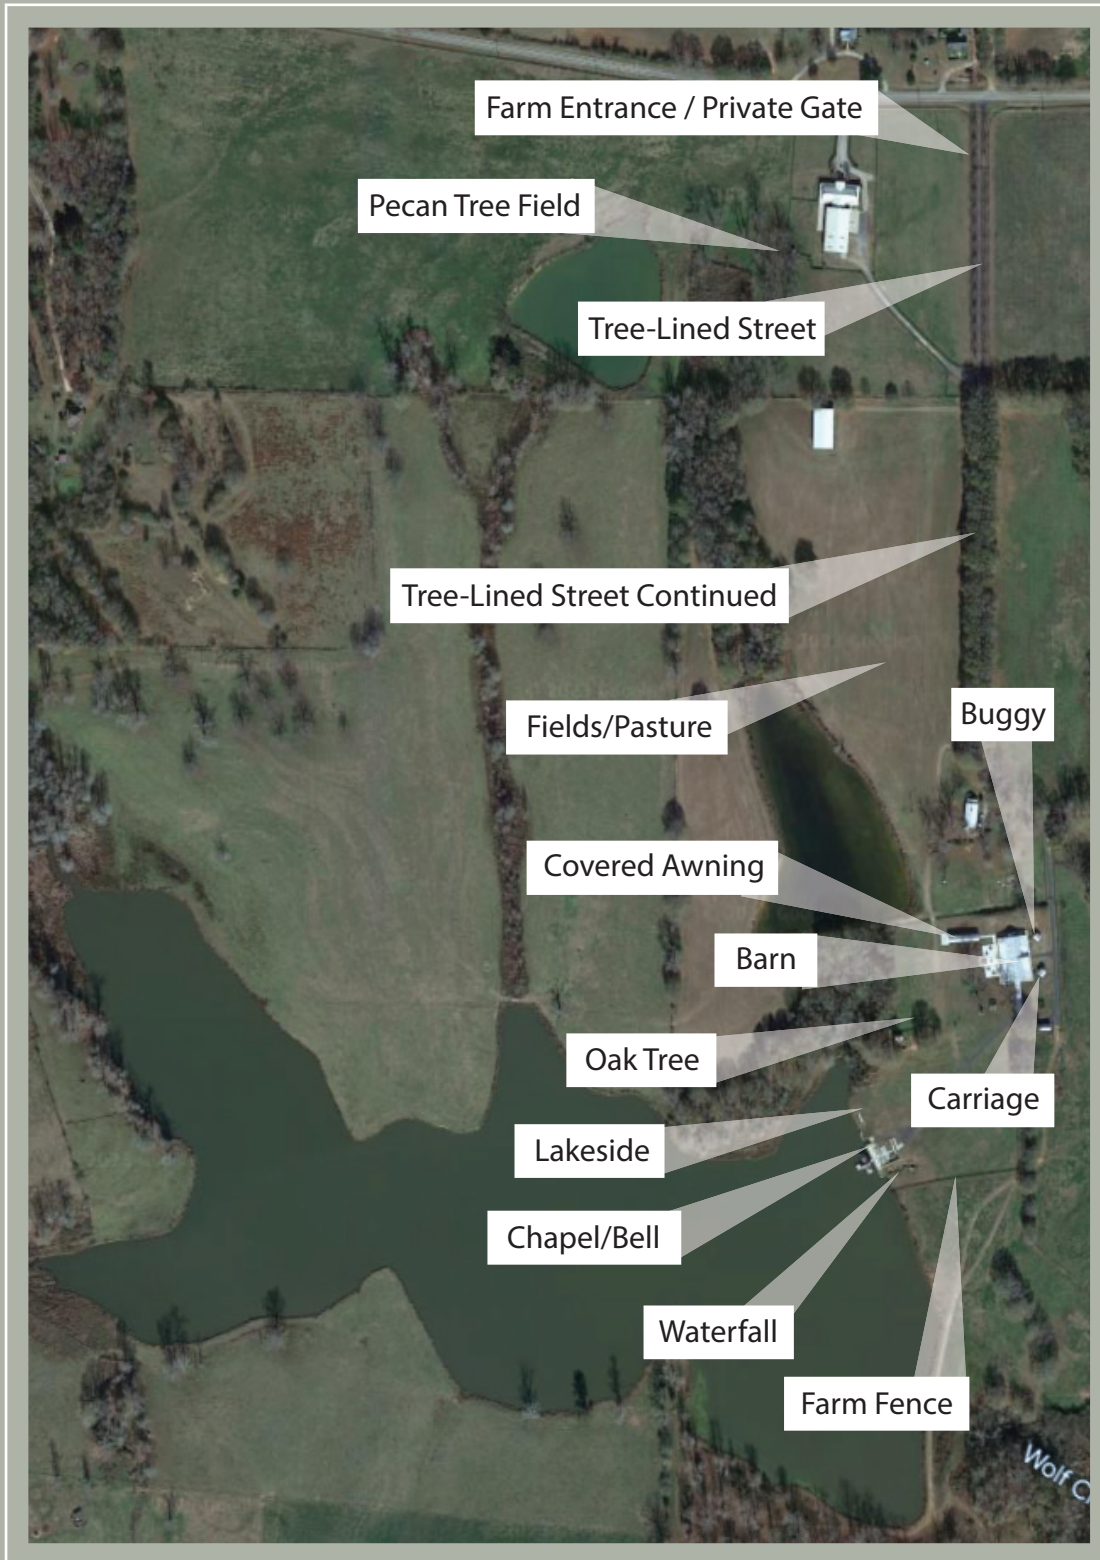 Farm Entrance / Private Gate
Pecan Tree Field
Tree-Lined Street
Tree-Lined Street Continued
Fields/Pasture
Buggy
Covered Awning
Barn
Oak Tree
Carriage
Lakeside
Chapel/Bell
Waterfall
Farm Fence
Wolf C